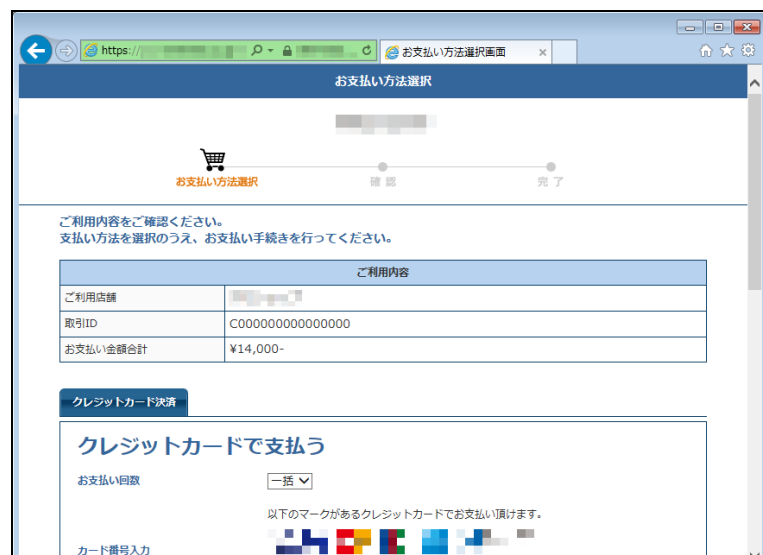 https://
お支払い方法選択画面
お支払い方法選択
お支払い方法選択
確 認
完 了
ご利用内容をご確認ください。
支払い方法を選択のうえ、お支払い手続きを行ってください。
ご利用内容
ご利用店舗
取引ID
C000000000000000
お支払い金額合計
¥14,000-
クレジットカード決済
クレジットカードで支払う
お支払い回数
一括
以下のマークがあるクレジットカードでお支払い頂けます。
カード番号入力